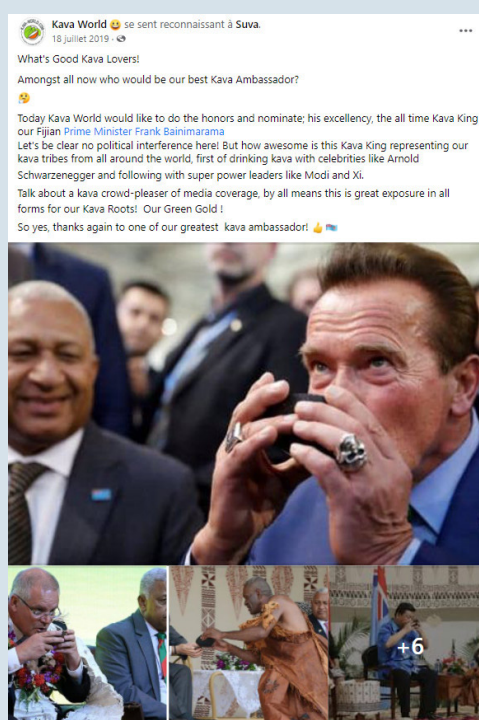 Kava World 😃 se sent reconnaissant à Suva.
18 juillet 2019
What's Good Kava Lovers!
Amongst all now who would be our best Kava Ambassador?
🤔
Today Kava World would like to do the honors and nominate; his excellency, the all time Kava King
our Fijian Prime Minister Frank Bainimarama
Let's be clear no political interference here! But how awesome is this Kava King representing our
kava tribes from all around the world, first of drinking kava with celebrities like Arnold
Schwarzenegger and following with super power leaders like Modi and Xi.
Talk about a kava crowd-pleaser of media coverage, by all means this is great exposure in all
forms for our Kava Roots! Our Green Gold !
So yes, thanks again to one of our greatest kava ambassador! 👍 🇫🇯
+6